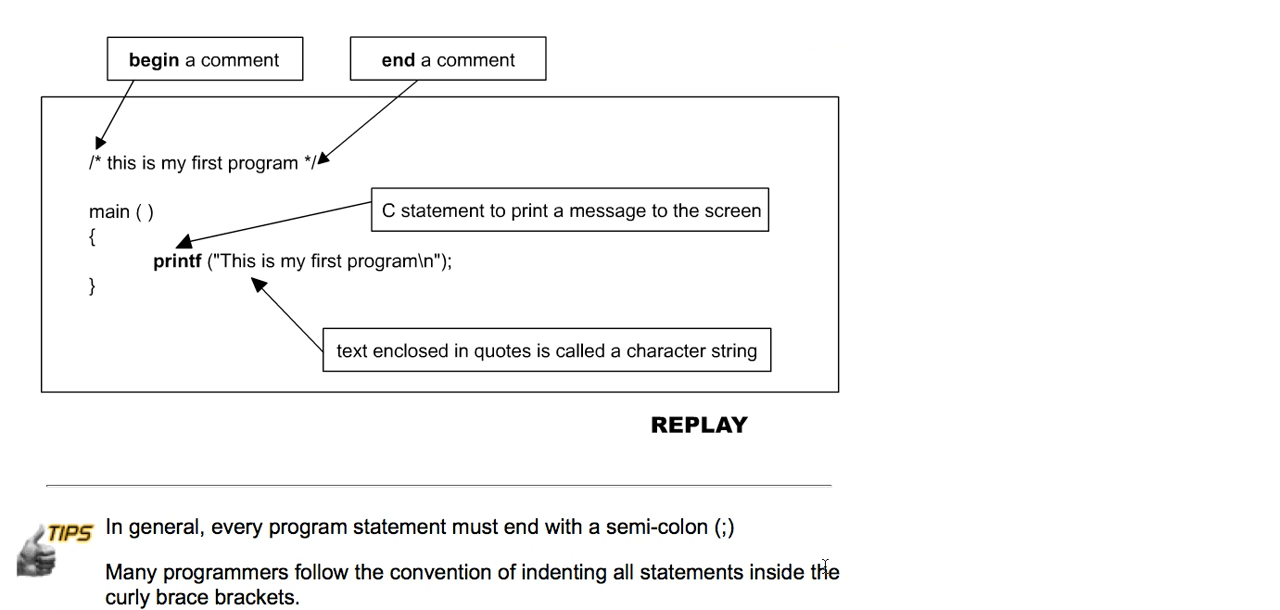 begin a comment
end a comment
/* this is my first program */
main ( )
C statement to print a message to the screen
{
printf ("This is my first program\n");
}
text enclosed in quotes is called a character string
REPLAY
TIPS
In general, every program statement must end with a semi-colon (;)
Many programmers follow the convention of indenting all statements inside the
curly brace brackets.